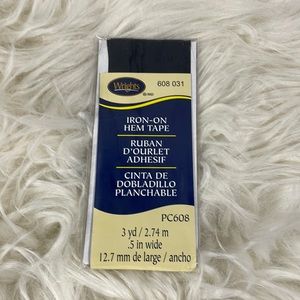 Wrights
608 031
IRON-ON
HEM TAPE
RUBAN
D'OURLET
ADHESIF
CINTA DE
DOBLADILLO
PLANCHABLE
PC608
3 yd / 2.74 m
.5 in wide
12.7 mm de large / ancho